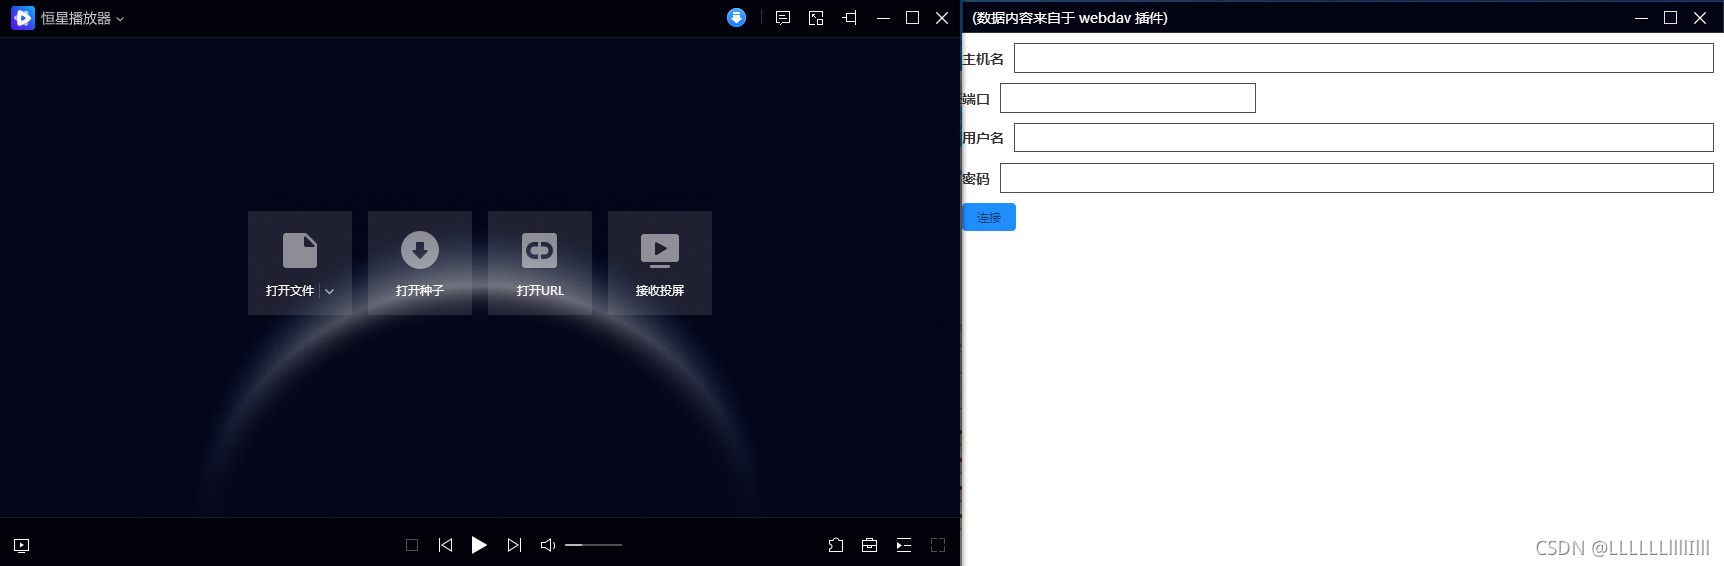 恒星播放器
打开文件
打开种子
打开URL
接收投屏
(数据内容来自于 webdav 插件)
主机名
端口
用户名
密码
连接